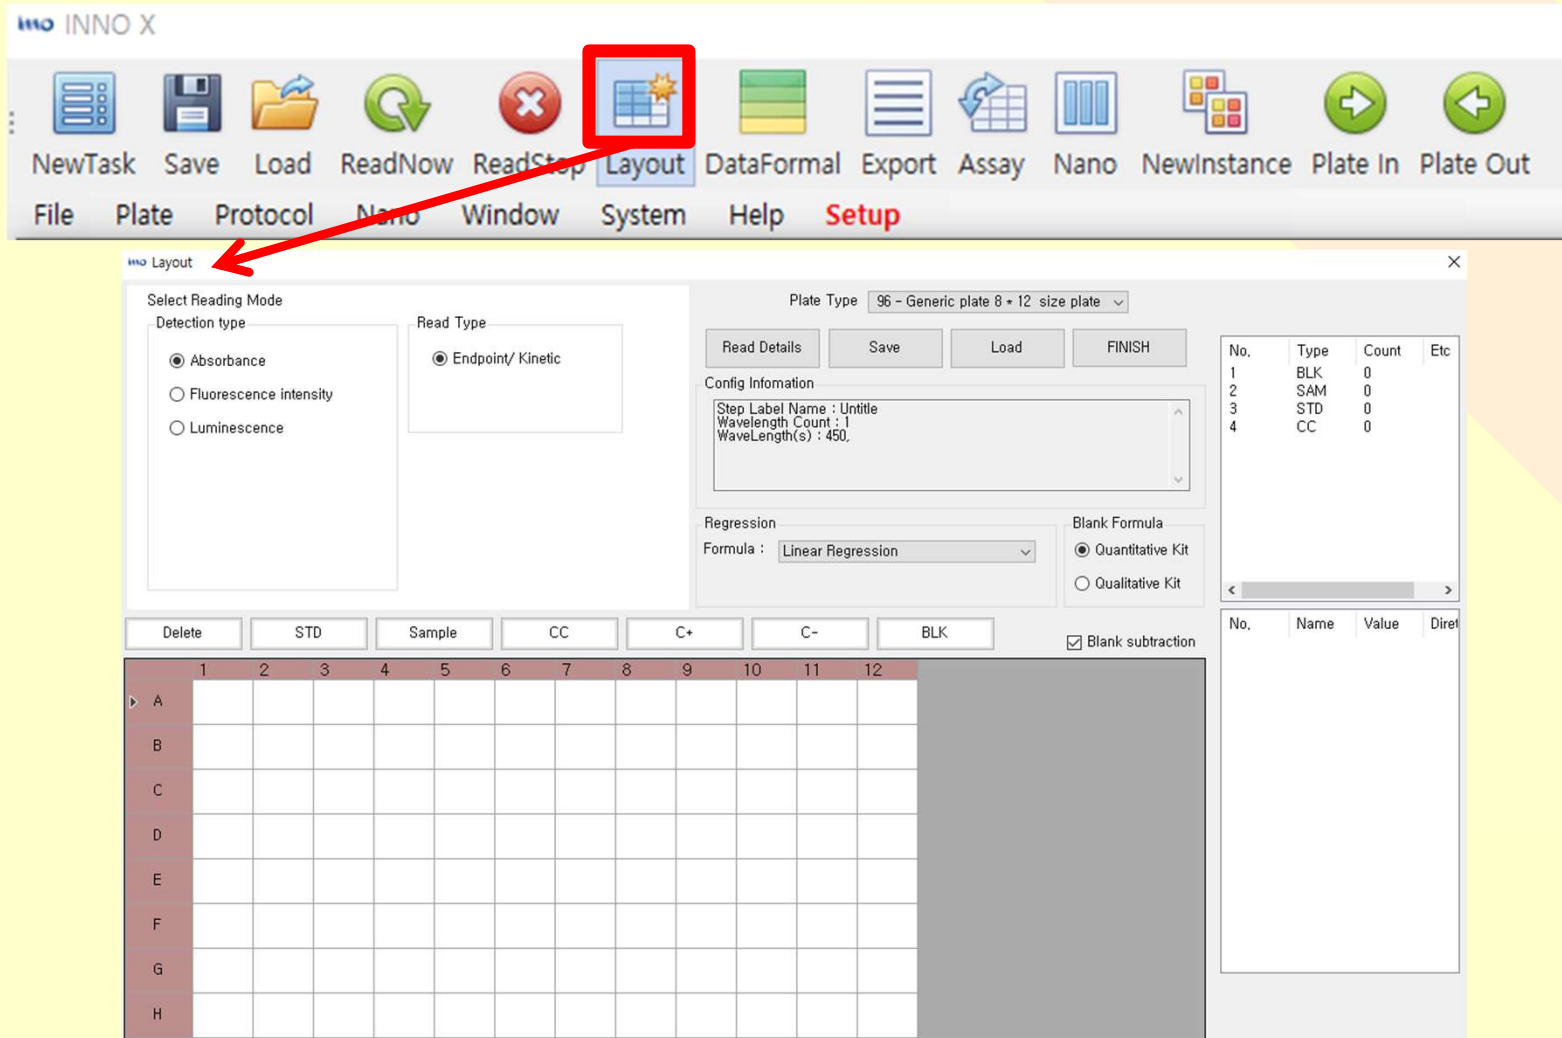 inno INNO X
NewTask Save Load ReadNow ReadStop Layout DataFormal Export Assay Nano NewInstance Plate In Plate Out
File Plate Protocol Nano Window System Help Setup
inno Layout
Select Reading Mode
Detection type
Read Type
Absorbance
Fluorescence intensity
Luminescence
Endpoint/ Kinetic
Plate Type 96 - Generic plate 8 * 12 size plate
Read Details Save Load FINISH
Config Infomation
Step Label Name : Untitle
Wavelength Count : 1
WaveLength(s) : 450,
Regression
Formula : Linear Regression
Blank Formula
Quantitative Kit
Qualitative Kit
No, Type Count Etc
1 BLK 0
2 SAM 0
3 STD 0
4 CC 0
Delete STD Sample CC C+ C- BLK
Blank subtraction
No, Name Value Diret
1 2 3 4 5 6 7 8 9 10 11 12
A
B
C
D
E
F
G
H